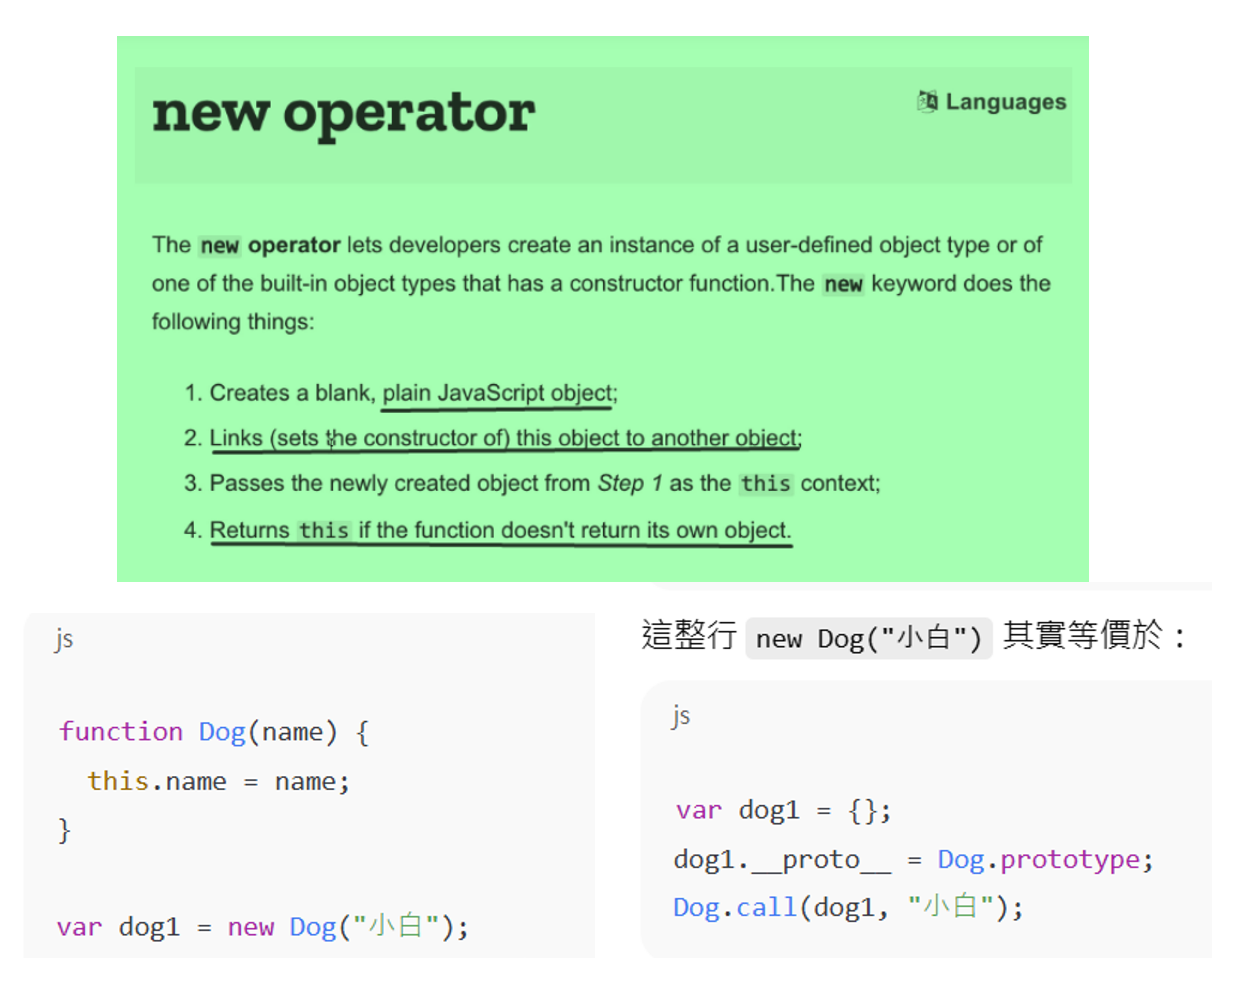 new operator
Languages
The new operator lets developers create an instance of a user-defined object type or of
one of the built-in object types that has a constructor function.The new keyword does the
following things:
1. Creates a blank, plain JavaScript object;
2. Links (sets the constructor of) this object to another object;
3. Passes the newly created object from Step 1 as the this context;
4. Returns this if the function doesn't return its own object.
js
function Dog(name) {
  this.name = name;
}
var dog1 = new Dog("小白");
這整行 new Dog("小白") 其實等價於：
js
var dog1 = {};
dog1.__proto__ = Dog.prototype;
Dog.call(dog1, "小白");